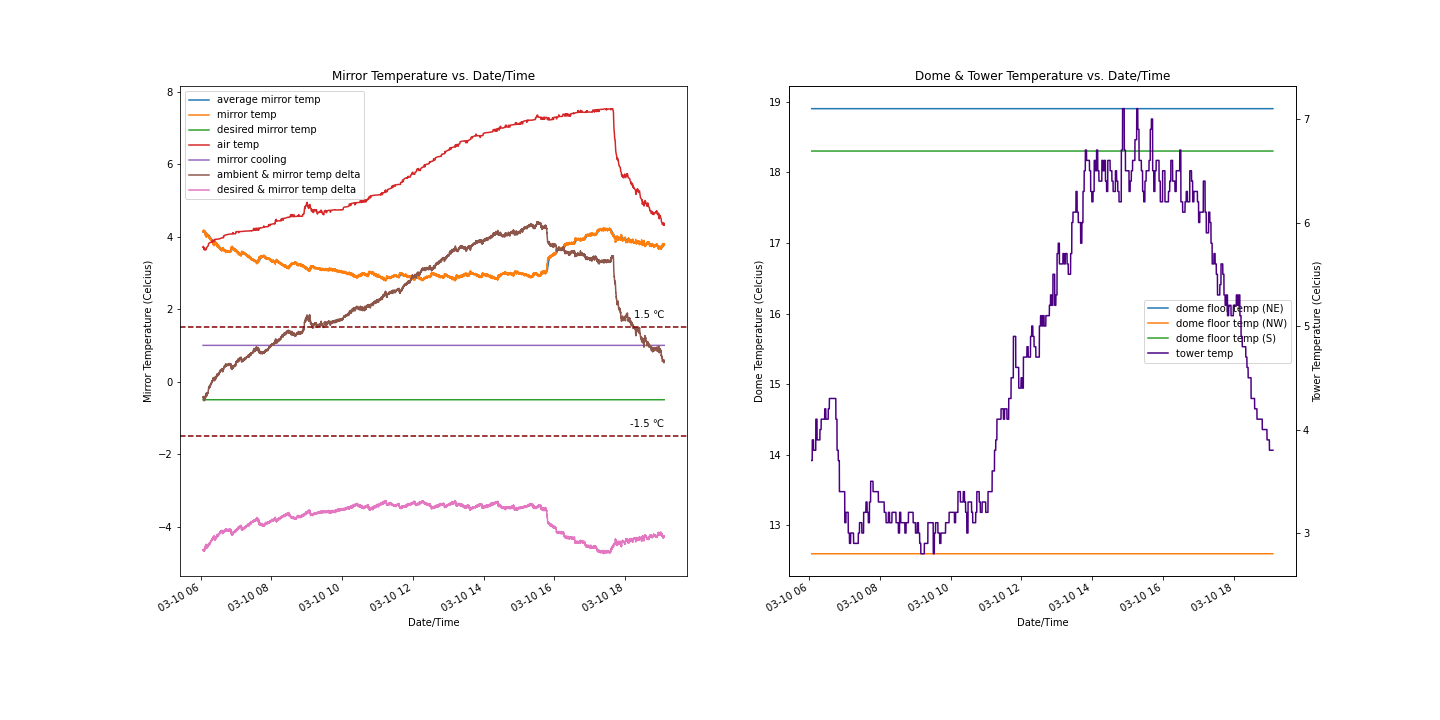 Mirror Temperature vs. Date/Time
8
6
4
2
0
−2
−4
Mirror Temperature (Celcius)
average mirror temp
mirror temp
desired mirror temp
air temp
mirror cooling
ambient & mirror temp delta
desired & mirror temp delta
1.5 ℃
-1.5 ℃
03-10 06
03-10 08
03-10 10
03-10 12
03-10 14
03-10 16
03-10 18
Date/Time
Dome & Tower Temperature vs. Date/Time
19
18
17
16
15
14
13
Dome Temperature (Celcius)
dome floor temp (NE)
dome floor temp (NW)
dome floor temp (S)
tower temp
7
6
5
4
3
Tower Temperature (Celcius)
03-10 06
03-10 08
03-10 10
03-10 12
03-10 14
03-10 16
03-10 18
Date/Time